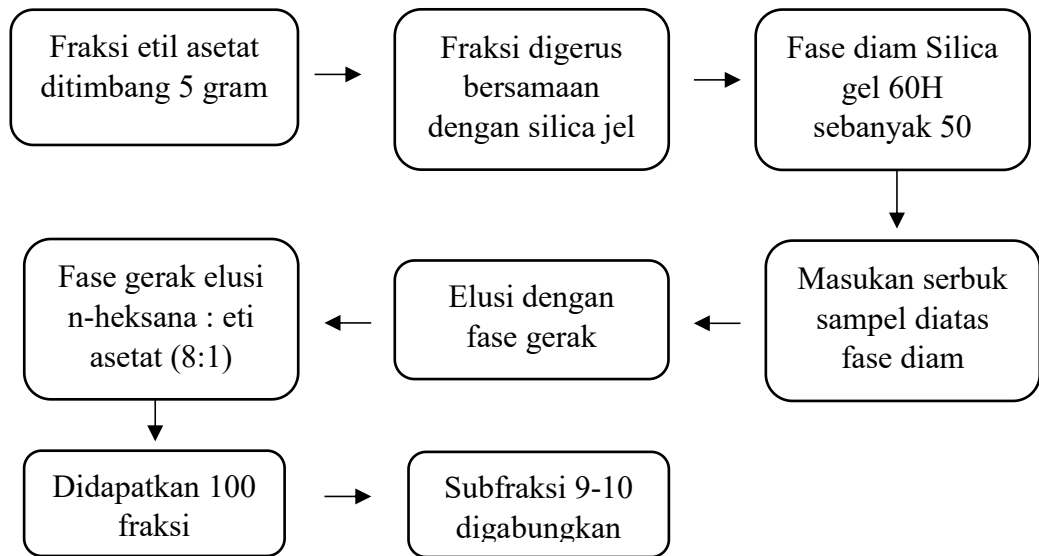 Fraksi etil asetat
ditimbang 5 gram
Fraksi digerus
bersamaan
dengan silica jel
Fase diam Silica
gel 60H
sebanyak 50
Masukan serbuk
sampel diatas
fase diam
Elusi dengan
fase gerak
Fase gerak elusi
n-heksana : eti
asetat (8:1)
Didapatkan 100
fraksi
Subfraksi 9-10
digabungkan